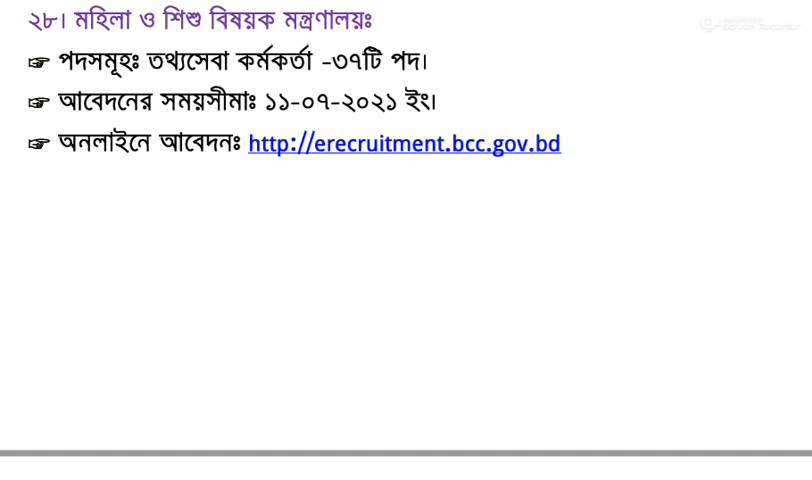 ২৮। মহিলা ও শিশু বিষয়ক মন্ত্রণালয়ঃ
☞ পদসমূহঃ তথ্যসেবা কর্মকর্তা -৩৭টি পদ।
☞ আবেদনের সময়সীমাঃ ১১-০৭-২০২১ ইং।
☞ অনলাইনে আবেদনঃ http://erecruitment.bcc.gov.bd